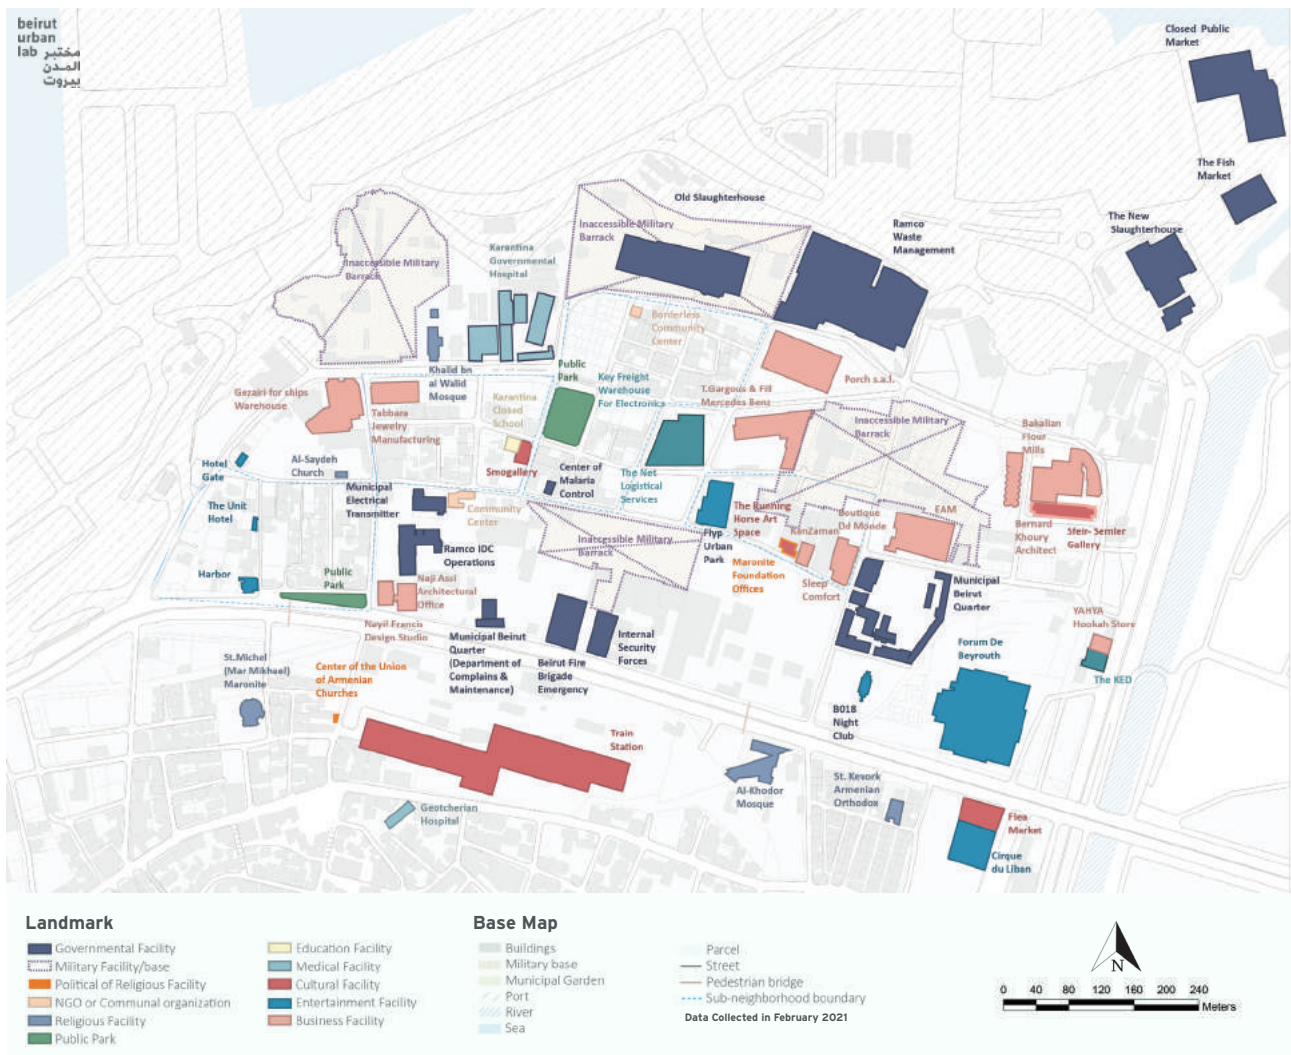 beirut
urban
lab مختبر
المدن
بيروت
Closed Public
Market
The Fish
Market
The New
Slaughterhouse
Old Slaughterhouse
Ramco
Waste
Management
Inaccessible Military
Barrack
Karantina
Governmental
Hospital
Inaccessible Military
Barrack
Borderless
Community
Center
Khalid bn
al Walid
Mosque
Public
Park
Key Freight
Warehouse
For Electronics
T.Gargous & Fill
Mercedes Benz
Porch s.a.l.
Gezairi for ships
Warehouse
Tabbara
Jewelry
Manufacturing
Karantina
Closed
School
Inaccessible Military
Barrack
Bakalian
Flour
Mills
Hotel
Gate
Al-Saydeh
Church
Smogallery
Center of
Malaria
Control
The Net
Logistical
Services
Municipal
Electrical
Transmitter
Community
Center
The Unit
Hotel
The Running
Horse Art
Space
Boutique
Dd Monde
EAM
KenZaman
Bernard
Khoury
Architect
Sfeir- Semler
Gallery
Flyp
Urban
Park
Inaccessible Military
Barrack
Ramco IDC
Operations
Maronite
Foundation
Offices
Sleep
Comfort
Municipal
Beirut
Quarter
Harbor
Public
Park
Naji Assi
Architectural
Office
Nayil Francis
Design Studio
YAHYA
Hookah Store
Municipal Beirut
Quarter
(Department of
Complains &
Maintenance)
Beirut Fire
Brigade
Emergency
Internal
Security
Forces
Forum De
Beyrouth
The KED
St.Michel
(Mar Mikhael)
Maronite
Center of the Union
of Armenian
Churches
B018
Night
Club
Train
Station
Al-Khodor
Mosque
St. Kevork
Armenian
Orthodox
Geotcherian
Hospital
Flea
Market
Cirque
du Liban
Landmark
Governmental Facility
Military Facility/base
Political of Religious Facility
NGO or Communal organization
Religious Facility
Public Park
Education Facility
Medical Facility
Cultural Facility
Entertainment Facility
Business Facility
Base Map
Buildings
Military base
Municipal Garden
Port
River
Sea
Parcel
Street
Pedestrian bridge
Sub-neighborhood boundary
Data Collected in February 2021
N
0 40 80 120 160 200 240
Meters